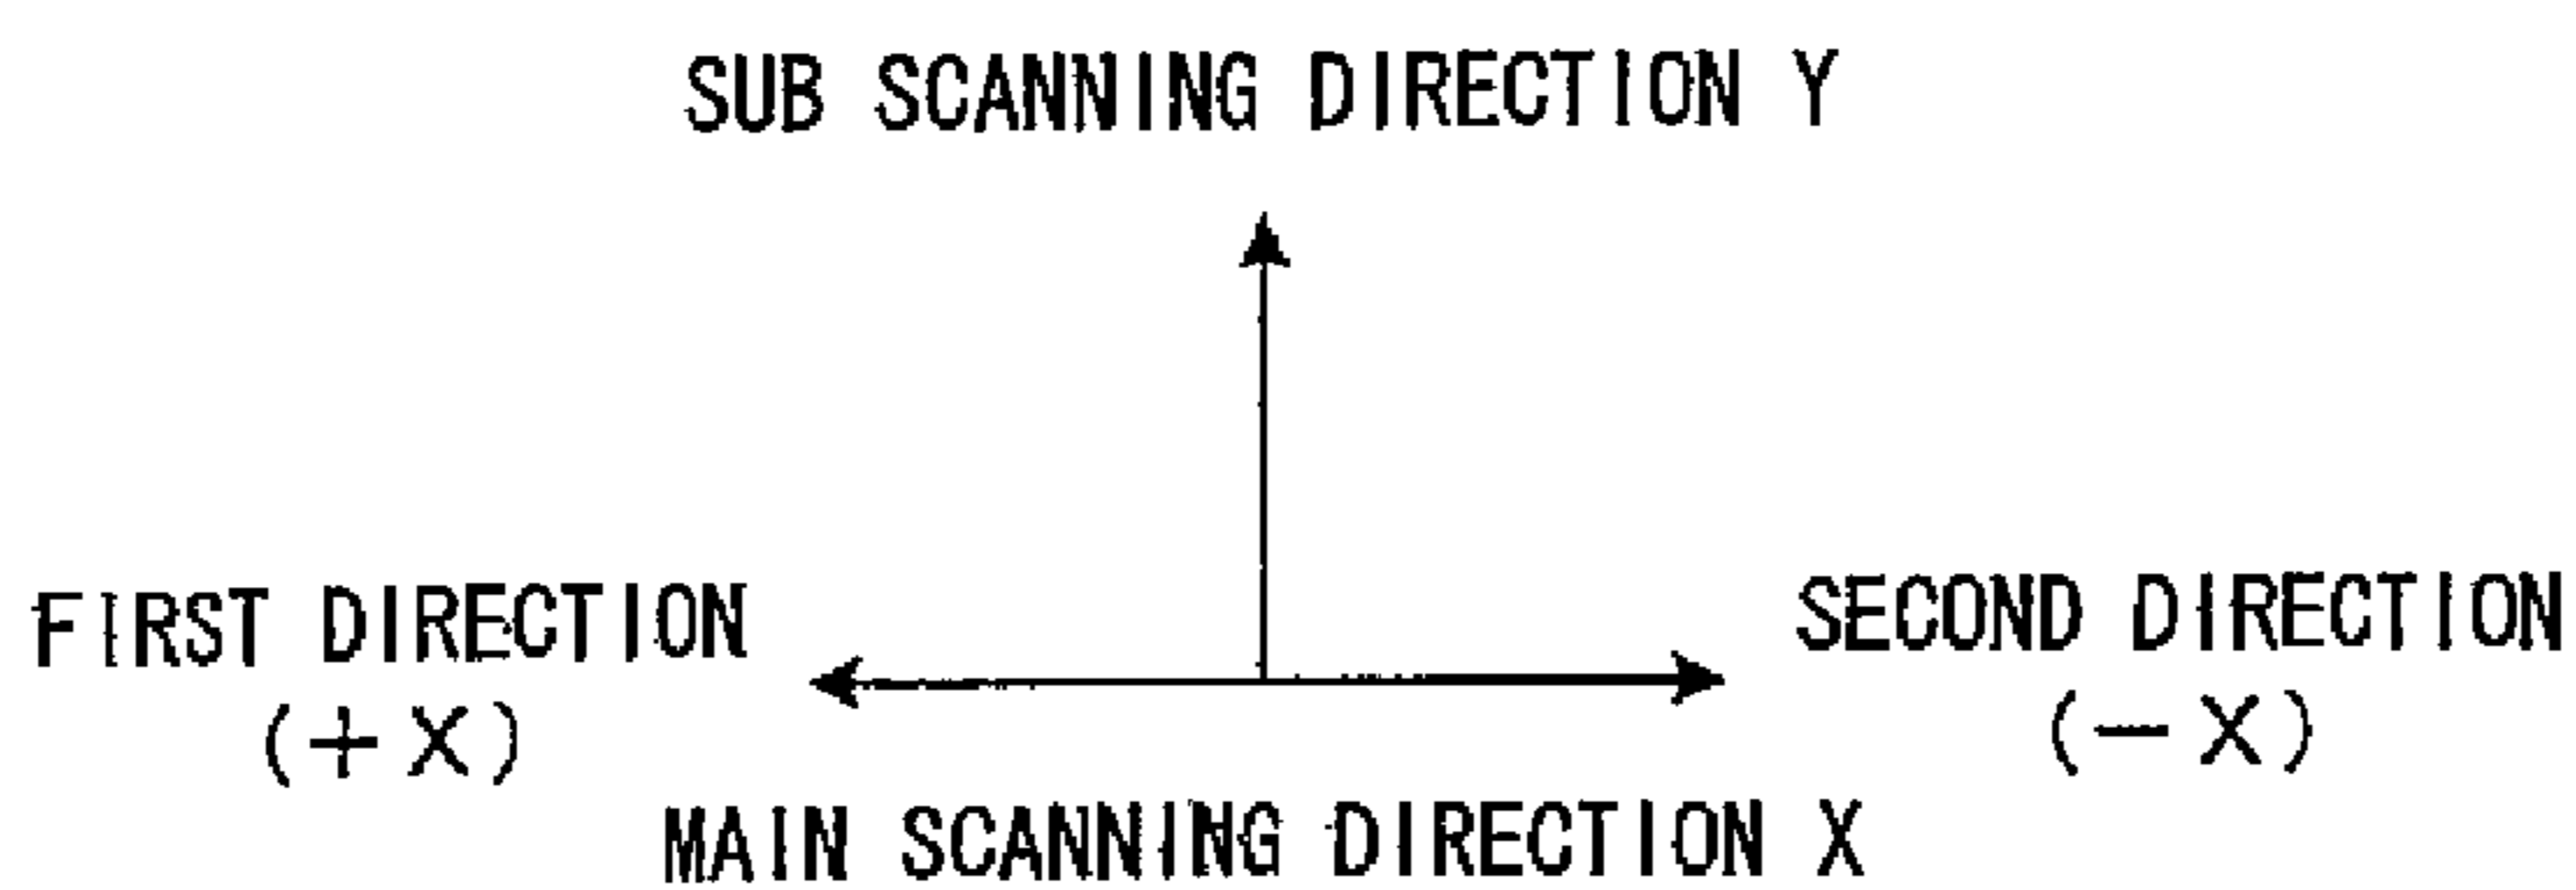 SUB SCANNING DIRECTION Y
FIRST DIRECTION
(+X)
SECOND DIRECTION
(-X)
MAIN SCANNING DIRECTION X